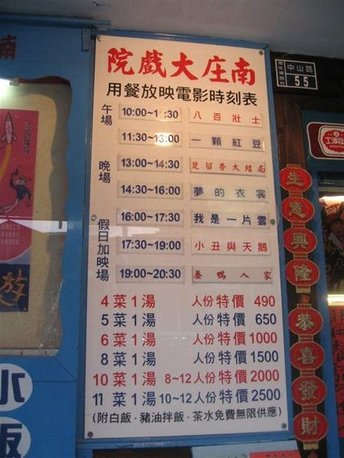 南庄大戲院
用餐放映電影時刻表
午場
10:00~11:30 八百壯士
11:30~13:00 一顆紅豆
晚場
13:00~14:30 楚留香大結局
14:30~16:00 夢的衣裳
假日加映場
16:00~17:30 我是一片雲
17:30~19:00 小丑與天鵝
19:00~20:30 養鴨人家
4菜1湯 人份特價 490
5菜1湯 人份特價 650
6菜1湯 人份特價 1000
8菜1湯 人份特價 1500
10菜1湯 8~12人份特價 2000
11菜1湯 10~12人份特價 2500
(附白飯·豬油拌飯·茶水免費無限供應)
中山路
55
生意興隆
恭喜發財
南
水
飯